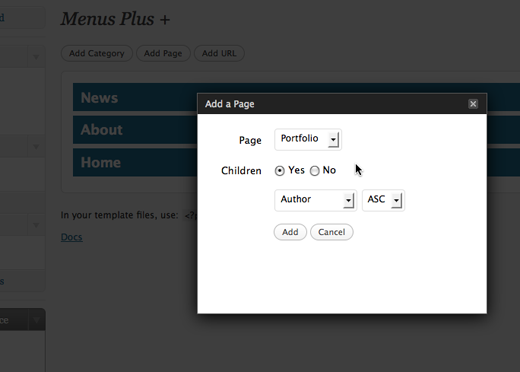 Menus Plus +
Add Category Add Page Add URL
News
About
Home
Add a Page
Page Portfolio
Children Yes No
Author ASC
Add Cancel
In your template files, use:
Docs